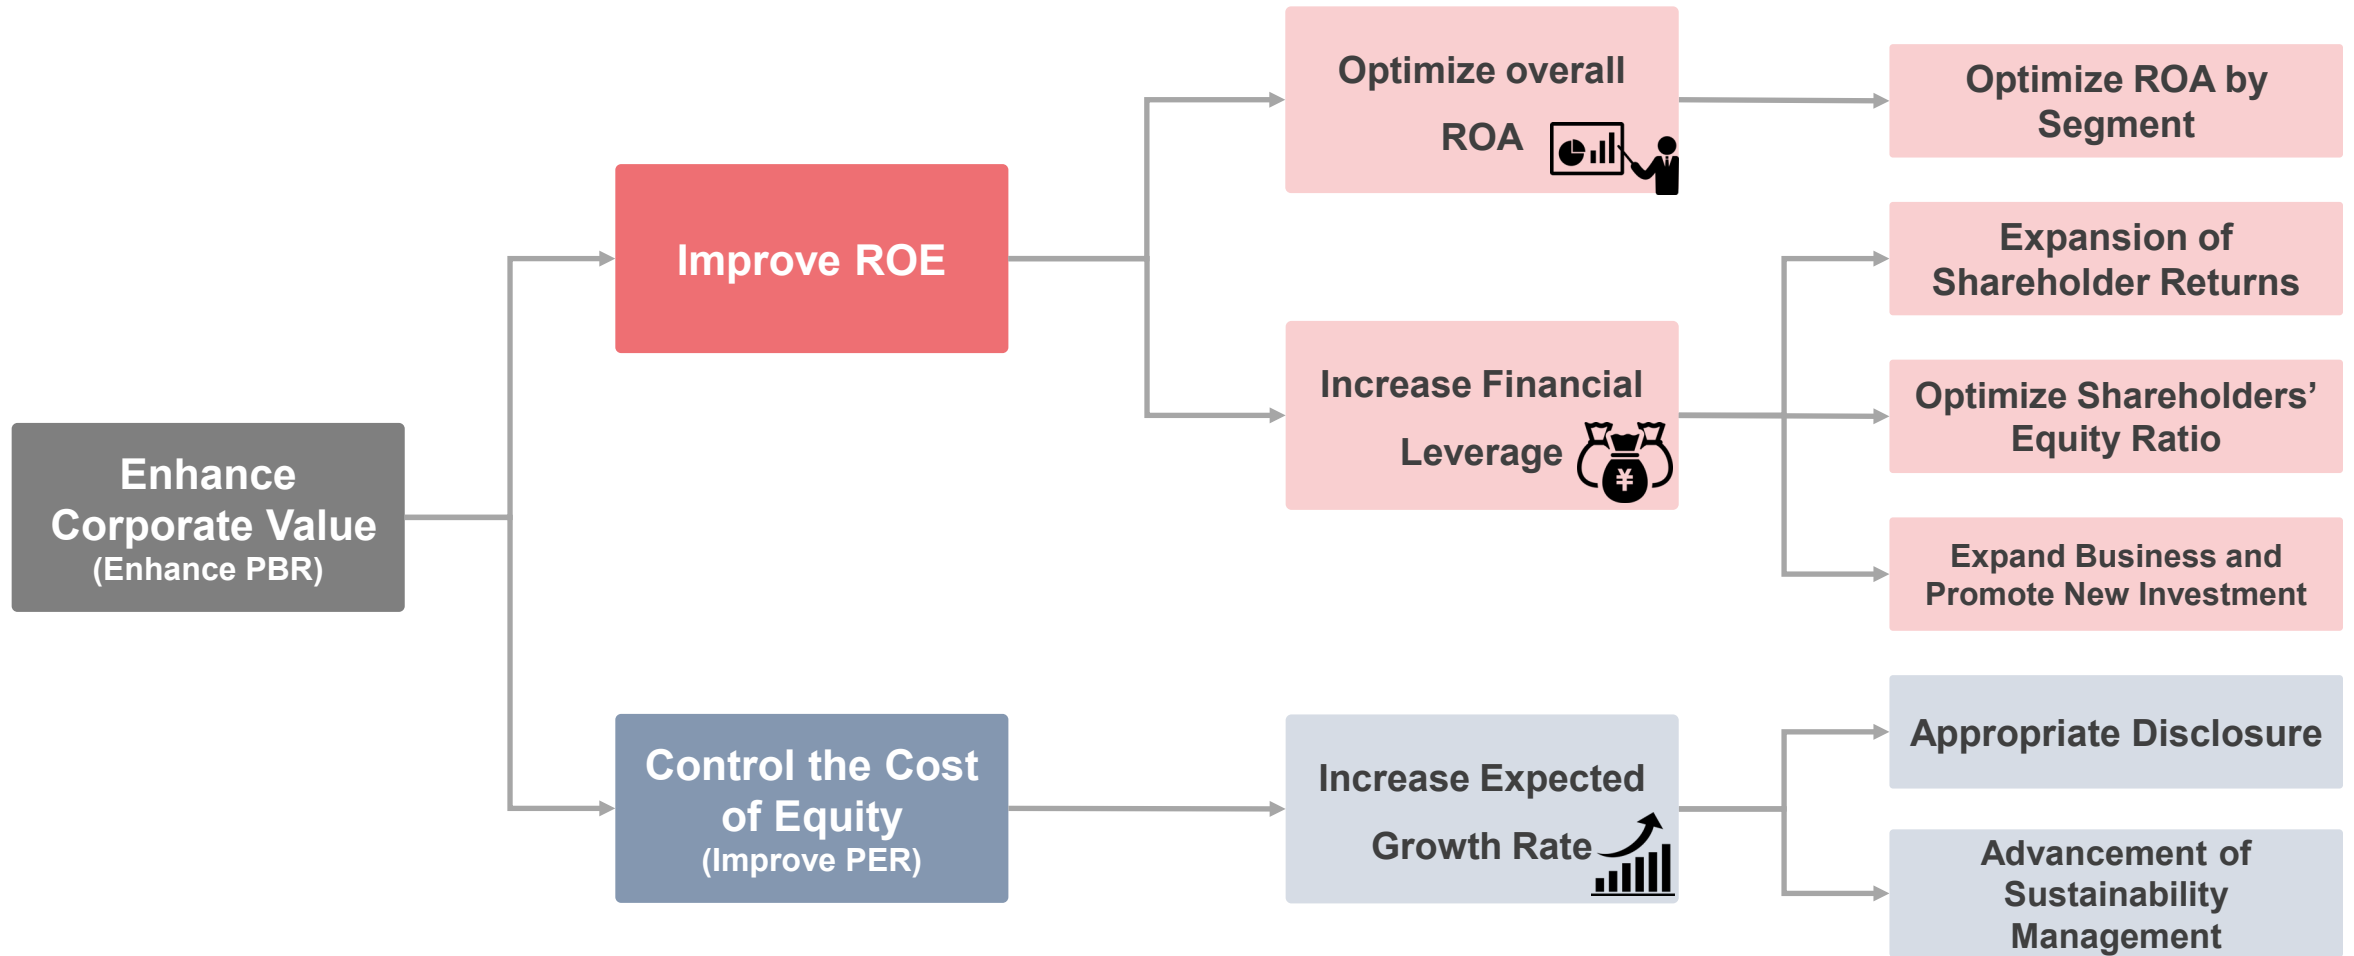 Enhance
Corporate Value
(Enhance PBR)
Improve ROE
Control the Cost
of Equity
(Improve PER)
Optimize overall
ROA
Increase Financial
Leverage
¥
Increase Expected
Growth Rate
Optimize ROA by
Segment
Expansion of
Shareholder Returns
Optimize Shareholders’
Equity Ratio
Expand Business and
Promote New Investment
Appropriate Disclosure
Advancement of
Sustainability
Management